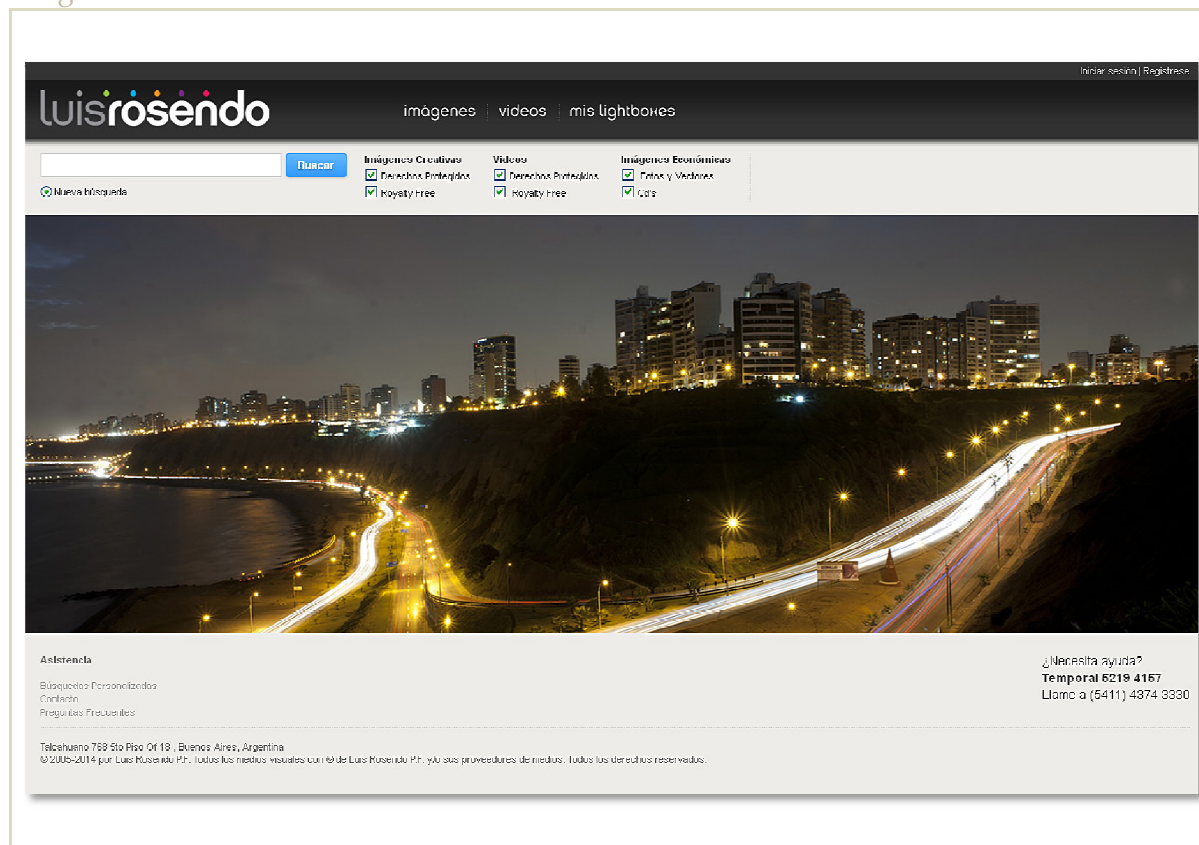 Iniciar sesión | Regístrese
luisrosendo
imágenes videos mis lightboxes
Buscar
Nueva búsqueda
Imágenes Creativas Videos Imágenes Económicas
Derechos Protegidos Derechos Protegidos Fotos y Vectores
Royalty Free Royalty Free Cd's
Asistencia
Búsquedas Personalizadas
Contacto
Preguntas Frecuentes
¿Necesita ayuda?
Temporal 5219 4157
Llame a (5411) 4374 3330
Talcahuano 768 5to Piso Of 18 , Buenos Aires, Argentina
© 2005-2014 por Luis Rosendo P.F. Todos los medios visuales con © de Luis Rosendo P.F. y/o sus proveedores de medios. Todos los derechos reservados.